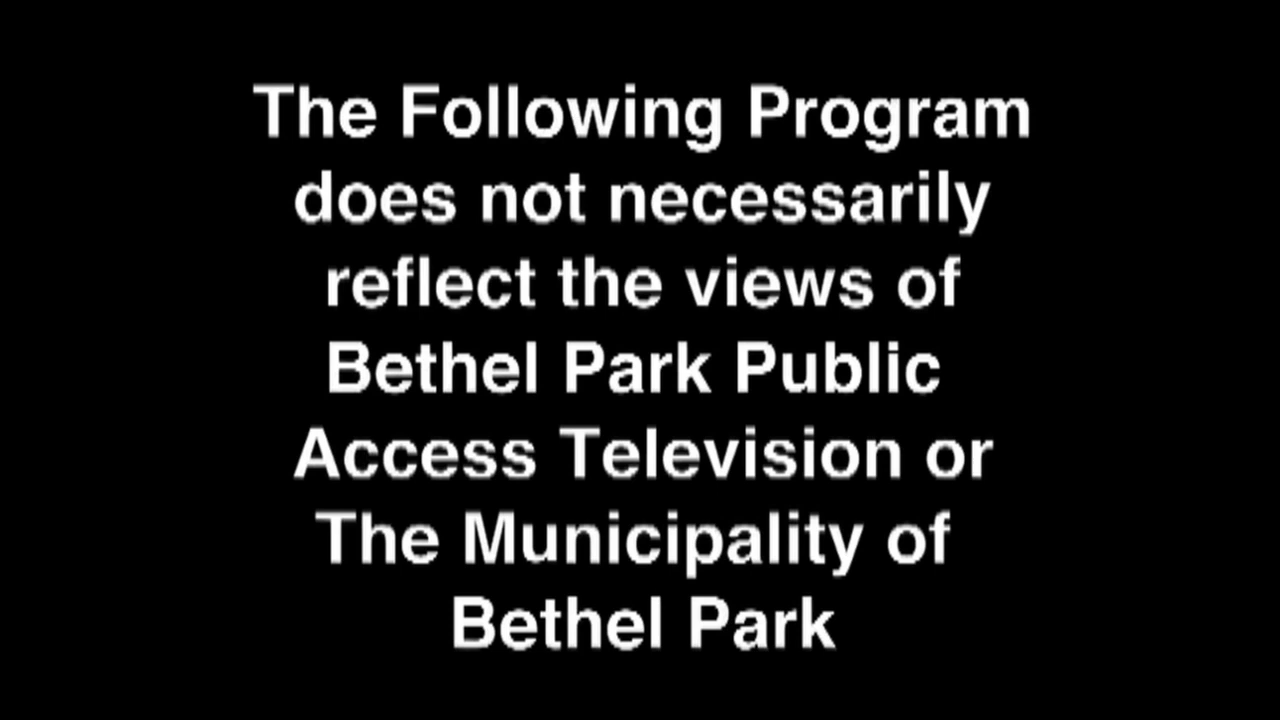 The Following Program
does not necessarily
reflect the views of
Bethel Park Public
Access Television or
The Municipality of
Bethel Park